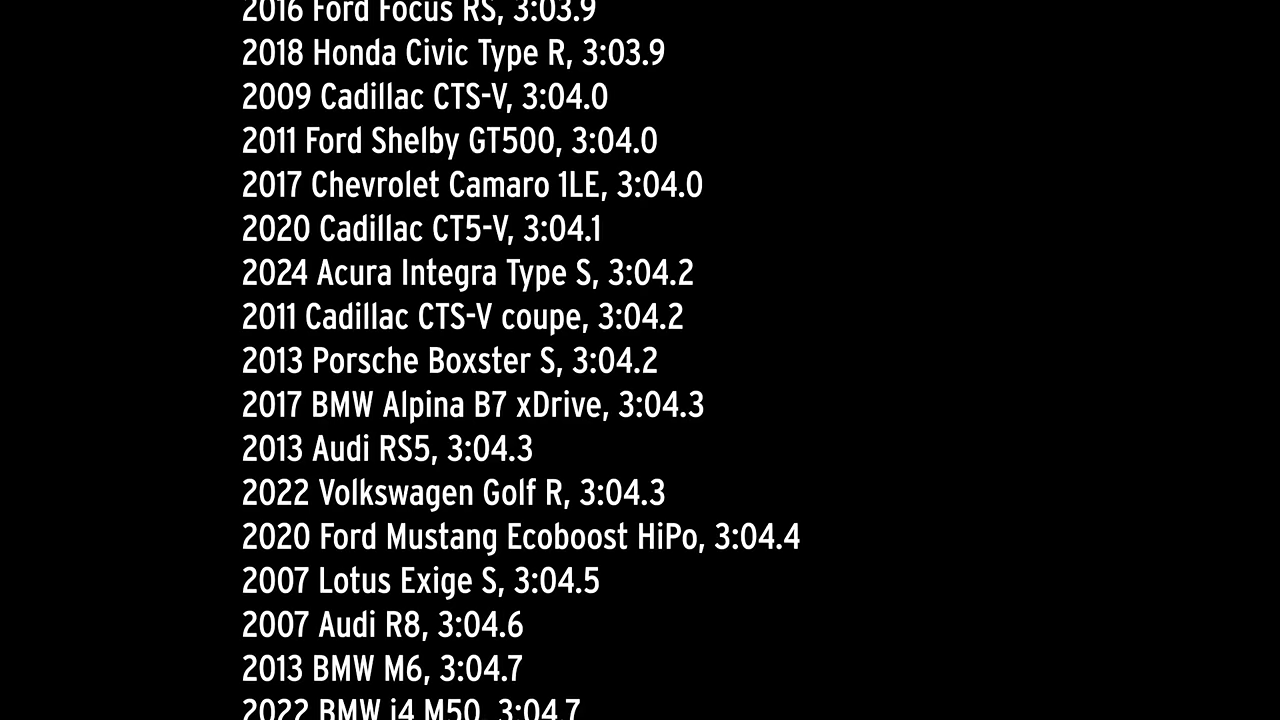 2016 Ford Focus RS, 3:03.9
2018 Honda Civic Type R, 3:03.9
2009 Cadillac CTS-V, 3:04.0
2011 Ford Shelby GT500, 3:04.0
2017 Chevrolet Camaro 1LE, 3:04.0
2020 Cadillac CT5-V, 3:04.1
2024 Acura Integra Type S, 3:04.2
2011 Cadillac CTS-V coupe, 3:04.2
2013 Porsche Boxster S, 3:04.2
2017 BMW Alpina B7 xDrive, 3:04.3
2013 Audi RS5, 3:04.3
2022 Volkswagen Golf R, 3:04.3
2020 Ford Mustang Ecoboost HiPo, 3:04.4
2007 Lotus Exige S, 3:04.5
2007 Audi R8, 3:04.6
2013 BMW M6, 3:04.7
2022 BMW i4 M50, 3:04.7